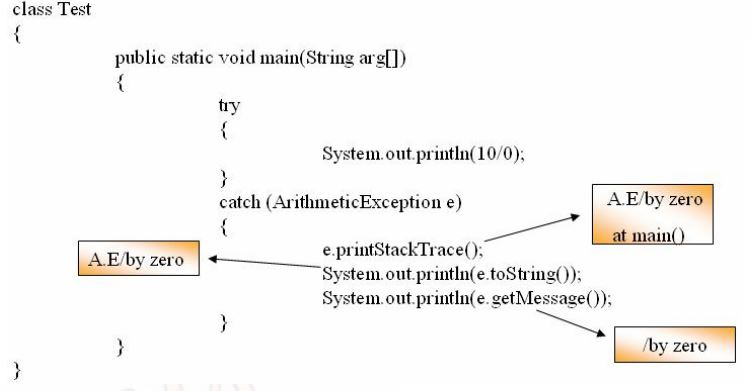 class Test
{
public static void main(String arg[])
{
try
{
System.out.println(10/0);
}
catch (ArithmeticException e)
{
e.printStackTrace();
System.out.println(e.toString());
System.out.println(e.getMessage());
}
}
}
A.E/by zero
at main()
A.E/by zero
/by zero